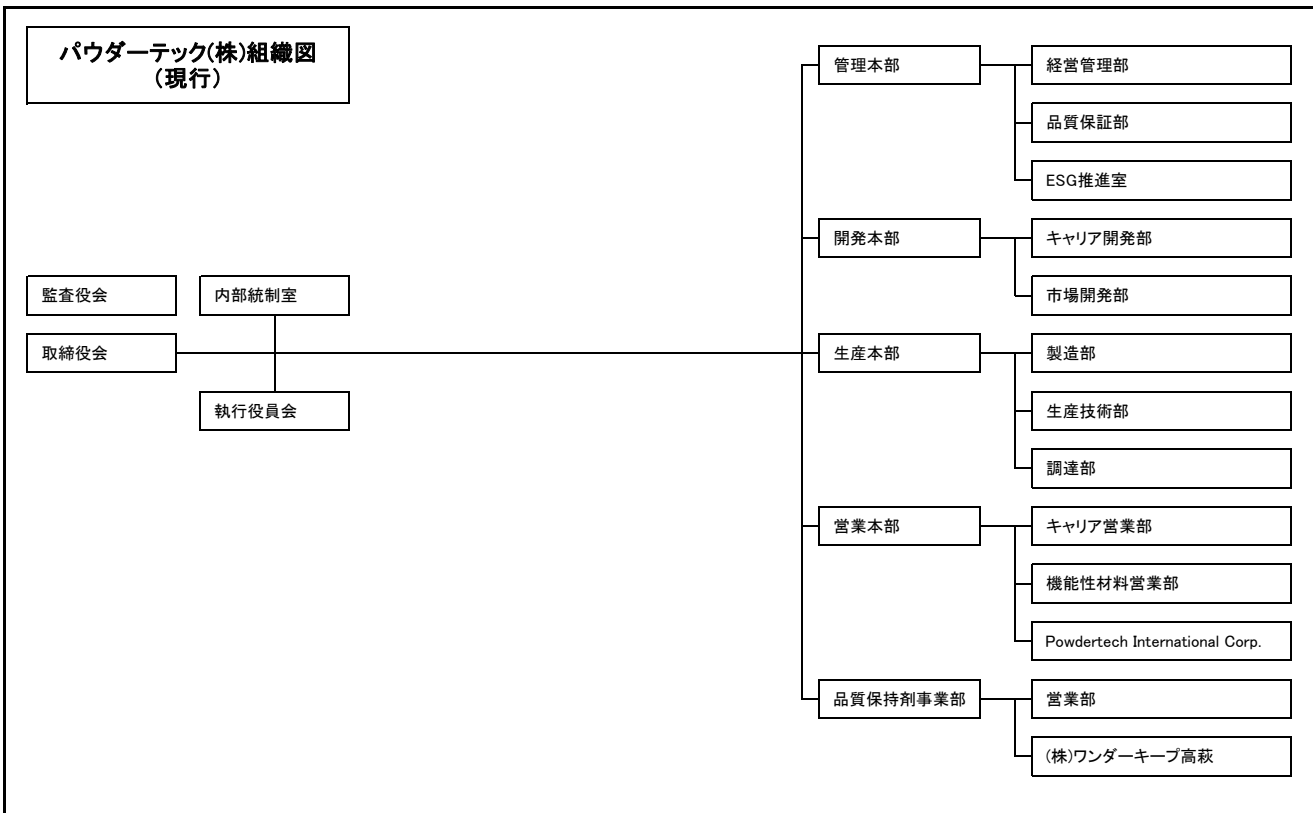 パウダーテック(株)組織図
(現行)
管理本部
経営管理部
品質保証部
ESG推進室
開発本部
キャリア開発部
監査役会
内部統制室
市場開発部
取締役会
生産本部
製造部
執行役員会
生産技術部
調達部
営業本部
キャリア営業部
機能性材料営業部
Powdertech International Corp.
品質保持剤事業部
営業部
(株)ワンダーキープ高萩